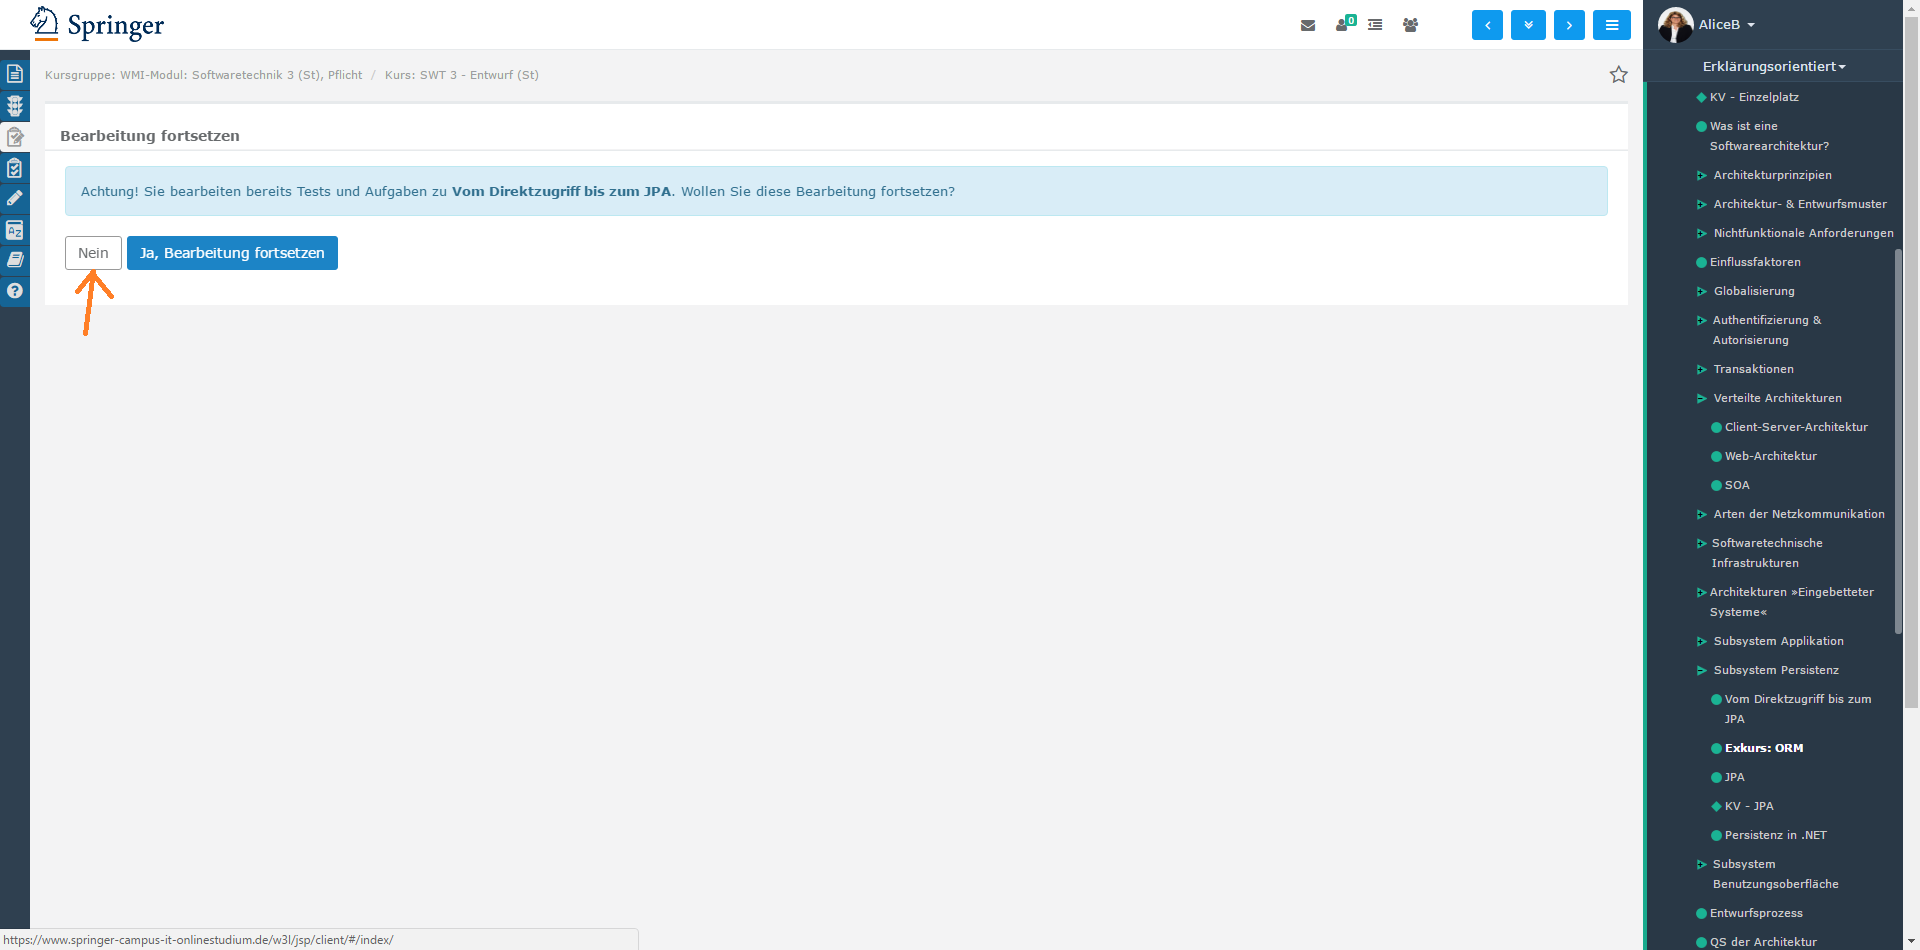 Springer
0
AliceB
Erklärungsorientiert
Kursgruppe: WMI-Modul: Softwaretechnik 3 (St), Pflicht / Kurs: SWT 3 - Entwurf (St)
Bearbeitung fortsetzen
Achtung! Sie bearbeiten bereits Tests und Aufgaben zu Vom Direktzugriff bis zum JPA. Wollen Sie diese Bearbeitung fortsetzen?
Nein
Ja, Bearbeitung fortsetzen
AZ
?
KV - Einzelplatz
Was ist eine
Softwarearchitektur?
Architekturprinzipien
Architektur- & Entwurfsmuster
Nichtfunktionale Anforderungen
Einflussfaktoren
Globalisierung
Authentifizierung &
Autorisierung
Transaktionen
Verteilte Architekturen
Client-Server-Architektur
Web-Architektur
SOA
Arten der Netzkommunikation
Softwaretechnische
Infrastrukturen
Architekturen »Eingebetteter
Systeme«
Subsystem Applikation
Subsystem Persistenz
Vom Direktzugriff bis zum
JPA
Exkurs: ORM
JPA
KV - JPA
Persistenz in .NET
Subsystem
Benutzungsoberfläche
Entwurfsprozess
QS der Architektur
https://www.springer-campus-it-onlinestudium.de/w3l/jsp/client/#/index/